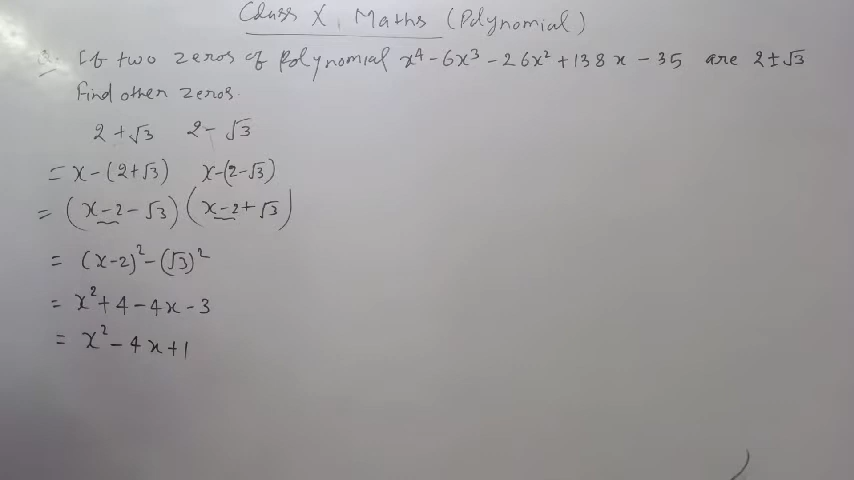 Class X, Maths (Polynomial)
Q. If two zeros of polynomial x⁴ - 6x³ - 26x² + 138x - 35 are 2 ± √3
Find other zeros.
2 + √3 2 - √3
= x - (2+√3) x - (2-√3)
= (x - 2 - √3) (x - 2 + √3)
= (x - 2)² - (√3)²
= x² + 4 - 4x - 3
= x² - 4x + 1